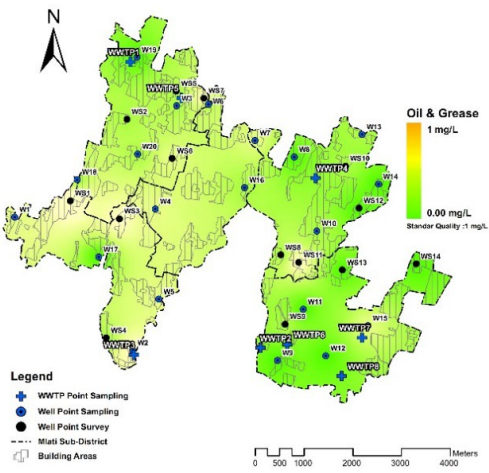 N
WWTP1
W19
WWTP5
WS5
WS7
W3
W6
WS2
W7
W13
W20
WS6
W8
WS10
WWTP4
W18
W14
W16
WS1
WS12
W4
W1
WS3
W10
W17
WS8
WS11
WS13
WS14
W5
W11
WS9
W15
WS4
WWTP2
WWTP6
WWTP7
WWTP3
W2
W9
W12
WWTP8
Oil & Grease
1 mg/L
0.00 mg/L
Standar Quality :1 mg/L
Legend
WWTP Point Sampling
Well Point Sampling
Well Point Survey
Mlati Sub-District
Building Areas
Meters
0 500 1000 2000 3000 4000